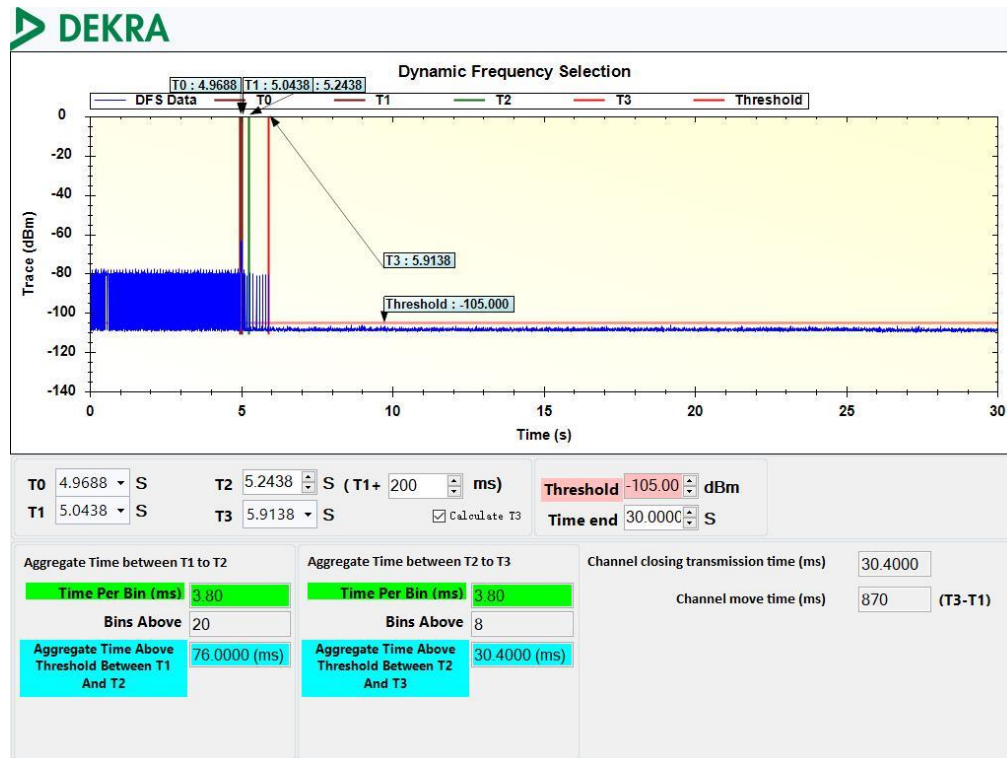 DEKRA
Dynamic Frequency Selection
T0 : 4.9688 T1 : 5.0438 : 5.2438
DFS Data T0 T1 T2 T3 Threshold
0
-20
-40
-60
-80
-100
-120
-140
Trace (dBm)
T3 : 5.9138
Threshold : -105.000
0 5 10 15 20 25 30
Time (s)
T0 4.9688 S T2 5.2438 S ( T1+ 200 ms) Threshold -105.00 dBm
T1 5.0438 S T3 5.9138 S Calculate T3 Time end 30.000( S
Aggregate Time between T1 to T2
Time Per Bin (ms) 3.80
Bins Above 20
Aggregate Time Above
Threshold Between T1
And T2
76.0000 (ms)
Aggregate Time between T2 to T3
Time Per Bin (ms) 3.80
Bins Above 8
Aggregate Time Above
Threshold Between T2
And T3
30.4000 (ms)
Channel closing transmission time (ms) 30.4000
Channel move time (ms) 870 (T3-T1)